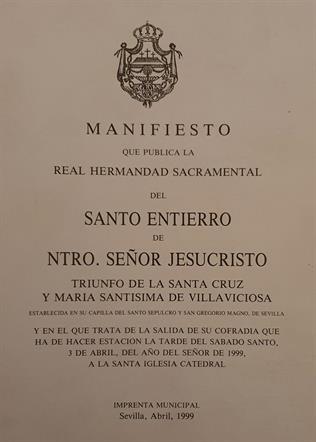 MANIFIESTO
QUE PUBLICA LA
REAL HERMANDAD SACRAMENTAL
DEL
SANTO ENTIERRO
DE
NTRO. SEÑOR JESUCRISTO
TRIUNFO DE LA SANTA CRUZ
Y MARIA SANTISIMA DE VILLAVICIOSA
ESTABLECIDA EN SU CAPILLA DEL SANTO SEPULCRO Y SAN GREGORIO MAGNO, DE SEVILLA
Y EN EL QUE TRATA DE LA SALIDA DE SU COFRADIA QUE
HA DE HACER ESTACION LA TARDE DEL SABADO SANTO,
3 DE ABRIL, DEL AÑO DEL SEÑOR DE 1999,
A LA SANTA IGLESIA CATEDRAL
IMPRENTA MUNICIPAL
Sevilla, Abril, 1999